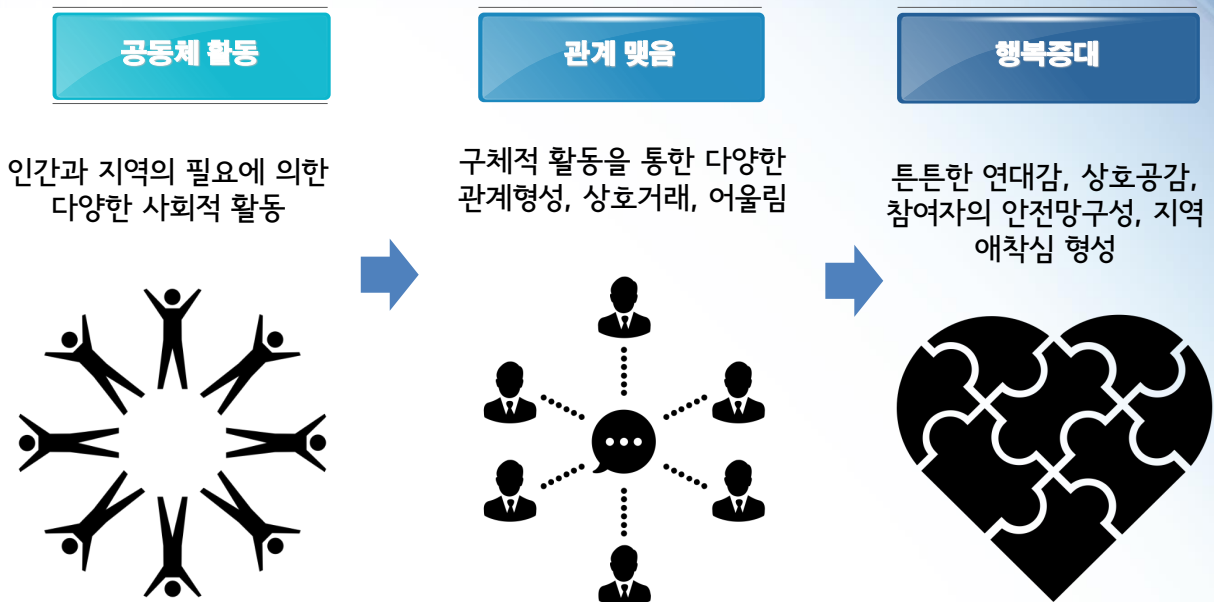 공동체 활동
인간과 지역의 필요에 의한
다양한 사회적 활동
관계 맺음
구체적 활동을 통한 다양한
관계형성, 상호거래, 어울림
행복증대
튼튼한 연대감, 상호공감,
참여자의 안전망구성, 지역
애착심 형성